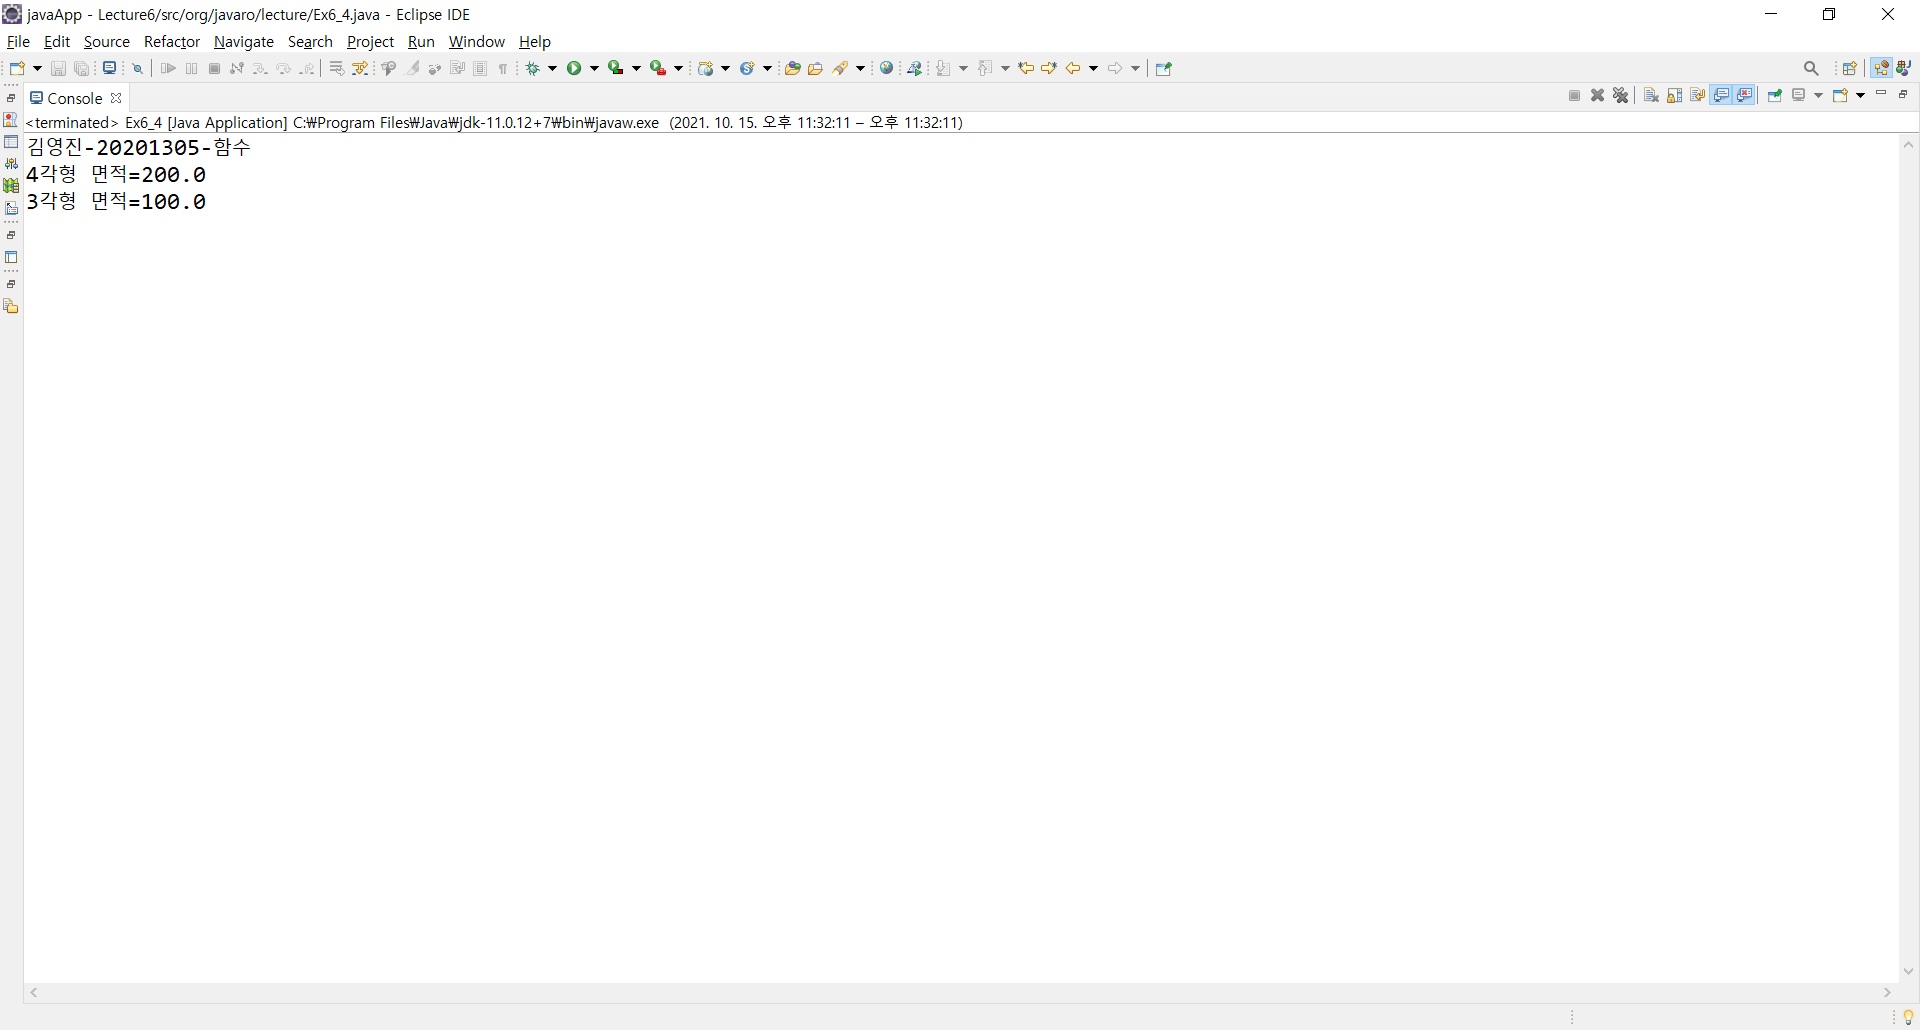 javaApp - Lecture6/src/org/javaro/lecture/Ex6_4.java - Eclipse IDE
File Edit Source Refactor Navigate Search Project Run Window Help
Console
<terminated> Ex6_4 [Java Application] C:₩Program Files₩Java₩jdk-11.0.12+7₩bin₩javaw.exe (2021. 10. 15. 오후 11:32:11 – 오후 11:32:11)
김영진-20201305-함수
4각형 면적=200.0
3각형 면적=100.0